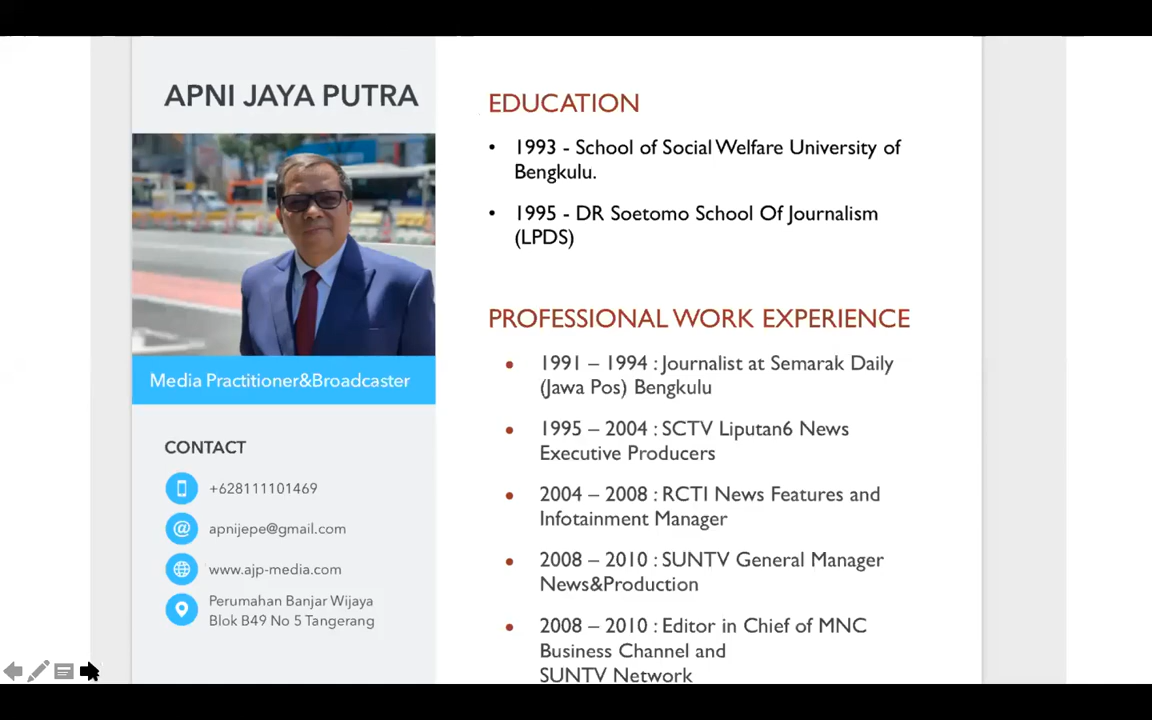 APNI JAYA PUTRA
Media Practitioner&Broadcaster
CONTACT
+628111101469
apnijepe@gmail.com
www.ajp-media.com
Perumahan Banjar Wijaya
Blok B49 No 5 Tangerang
EDUCATION
• 1993 - School of Social Welfare University of
Bengkulu.
• 1995 - DR Soetomo School Of Journalism
(LPDS)
PROFESSIONAL WORK EXPERIENCE
• 1991 – 1994 : Journalist at Semarak Daily
(Jawa Pos) Bengkulu
• 1995 – 2004 : SCTV Liputan6 News
Executive Producers
• 2004 – 2008 : RCTI News Features and
Infotainment Manager
• 2008 – 2010 : SUNTV General Manager
News&Production
• 2008 – 2010 : Editor in Chief of MNC
Business Channel and
SUNTV Network